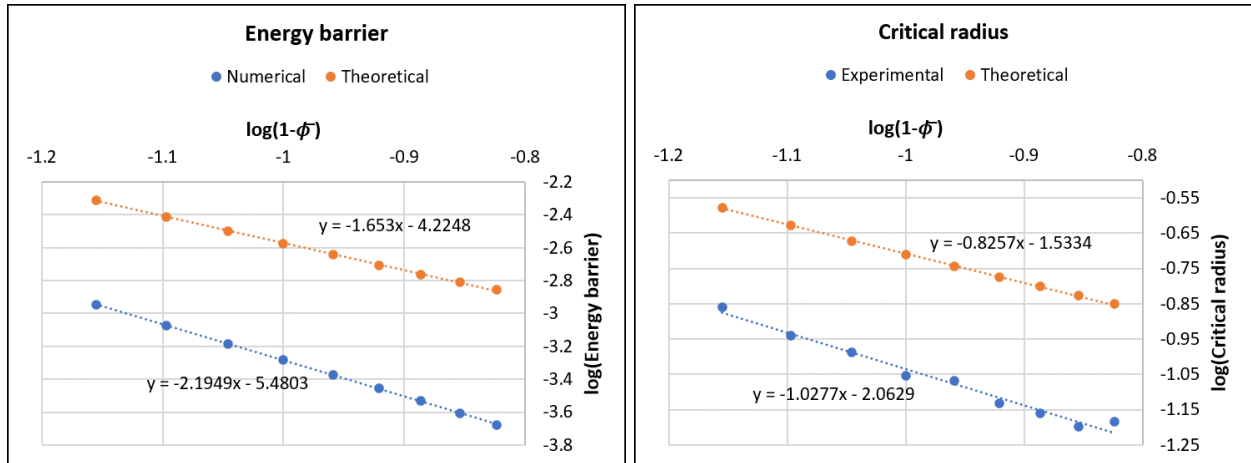 Energy barrier
Numerical Theoretical
log(1-ϕ̄)
-1.2 -1.1 -1 -0.9 -0.8
-2.2
-2.4
-2.6
-2.8
-3
-3.2
-3.4
-3.6
-3.8
y = -1.653x - 4.2248
y = -2.1949x - 5.4803
log(Energy barrier)
Critical radius
Experimental Theoretical
log(1-ϕ̄)
-1.2 -1.1 -1 -0.9 -0.8
-0.55
-0.65
-0.75
-0.85
-0.95
-1.05
-1.15
-1.25
y = -0.8257x - 1.5334
y = -1.0277x - 2.0629
log(Critical radius)